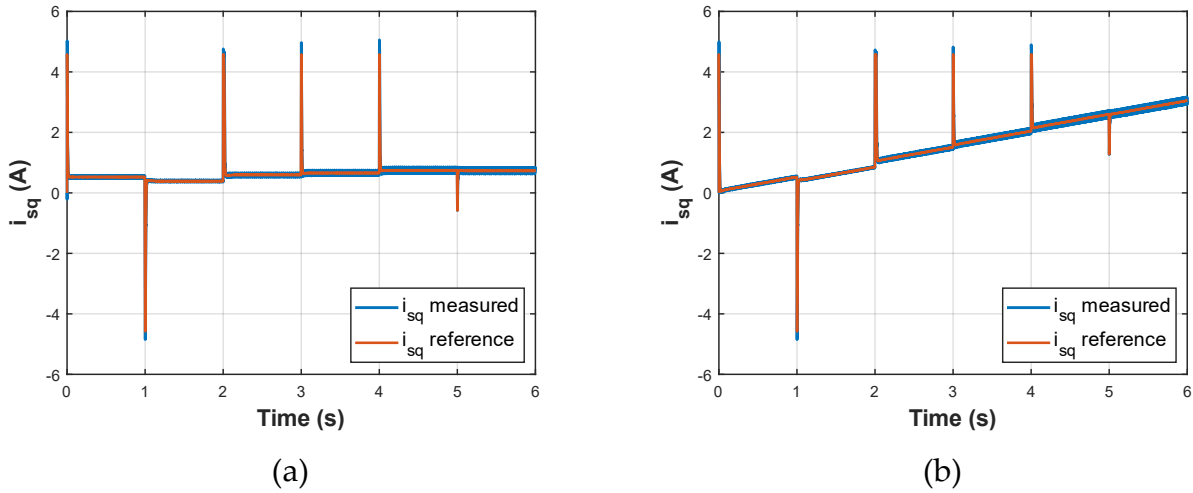 6
4
2
0
-2
-4
-6
i_sq (A)
i_sq measured
i_sq reference
0 1 2 3 4 5 6
Time (s)
(a)
6
4
2
0
-2
-4
-6
i_sq (A)
i_sq measured
i_sq reference
0 1 2 3 4 5 6
Time (s)
(b)